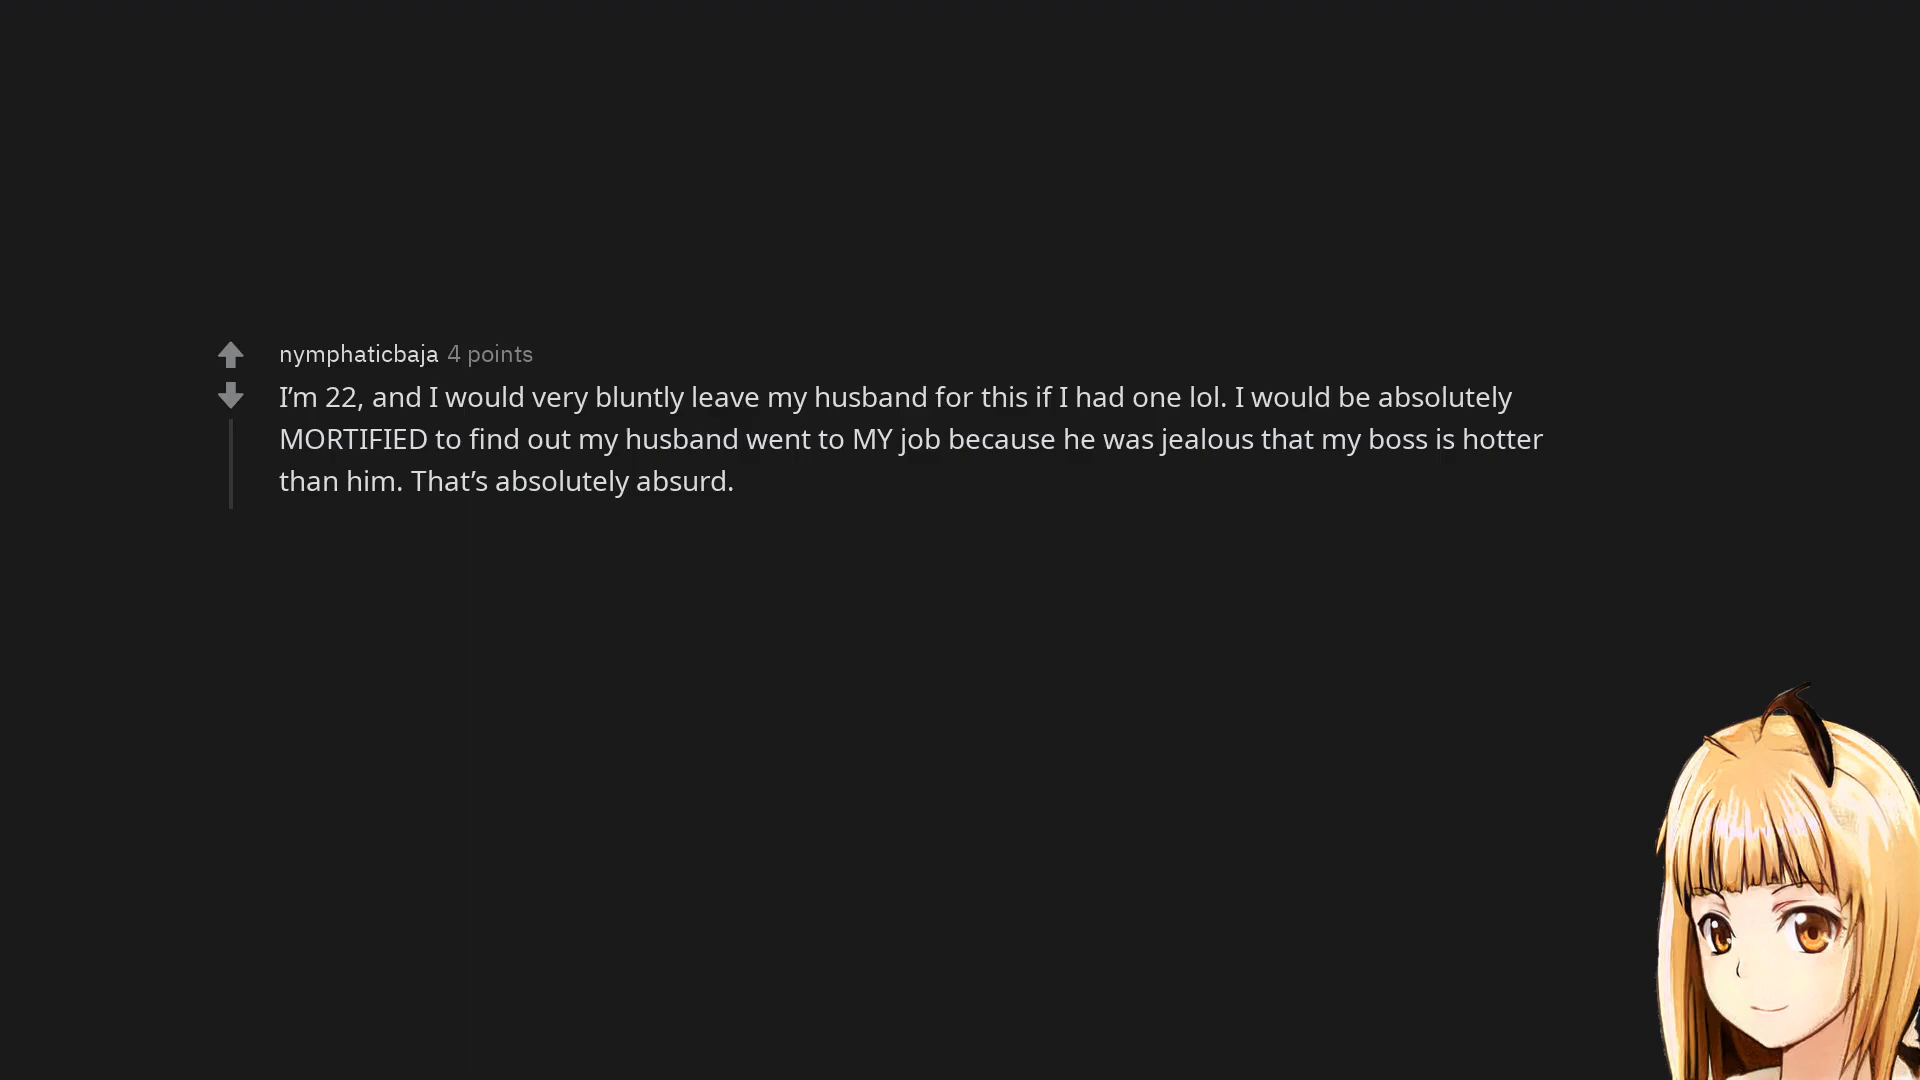 nymphaticbaja 4 points
I’m 22, and I would very bluntly leave my husband for this if I had one lol. I would be absolutely
MORTIFIED to find out my husband went to MY job because he was jealous that my boss is hotter
than him. That’s absolutely absurd.